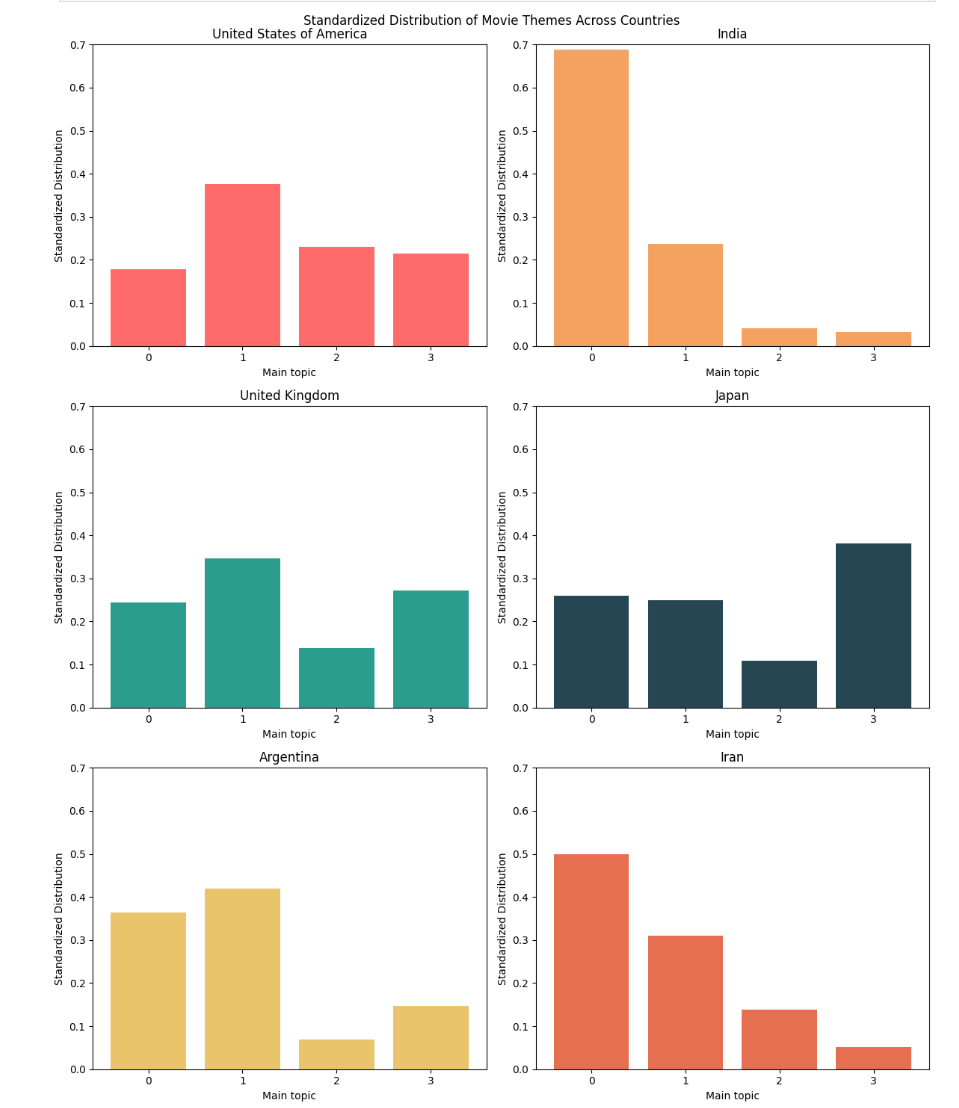 Standardized Distribution of Movie Themes Across Countries
United States of America
0.7
0.6
0.5
0.4
0.3
0.2
0.1
0.0
Standardized Distribution
0 1 2 3
Main topic
India
0.7
0.6
0.5
0.4
0.3
0.2
0.1
0.0
Standardized Distribution
0 1 2 3
Main topic
United Kingdom
0.7
0.6
0.5
0.4
0.3
0.2
0.1
0.0
Standardized Distribution
0 1 2 3
Main topic
Japan
0.7
0.6
0.5
0.4
0.3
0.2
0.1
0.0
Standardized Distribution
0 1 2 3
Main topic
Argentina
0.7
0.6
0.5
0.4
0.3
0.2
0.1
0.0
Standardized Distribution
0 1 2 3
Main topic
Iran
0.7
0.6
0.5
0.4
0.3
0.2
0.1
0.0
Standardized Distribution
0 1 2 3
Main topic